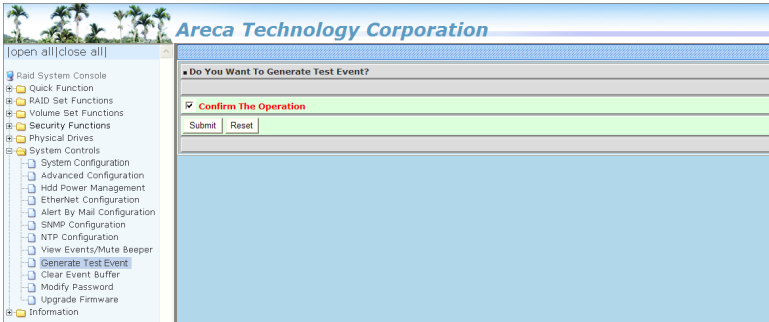 Areca Technology Corporation
|open all|close all|
Raid System Console
Quick Function
RAID Set Functions
Volume Set Functions
Security Functions
Physical Drives
System Controls
System Configuration
Advanced Configuration
Hdd Power Management
EtherNet Configuration
Alert By Mail Configuration
SNMP Configuration
NTP Configuration
View Events/Mute Beeper
Generate Test Event
Clear Event Buffer
Modify Password
Upgrade Firmware
Information
Do You Want To Generate Test Event?
Confirm The Operation
Submit Reset